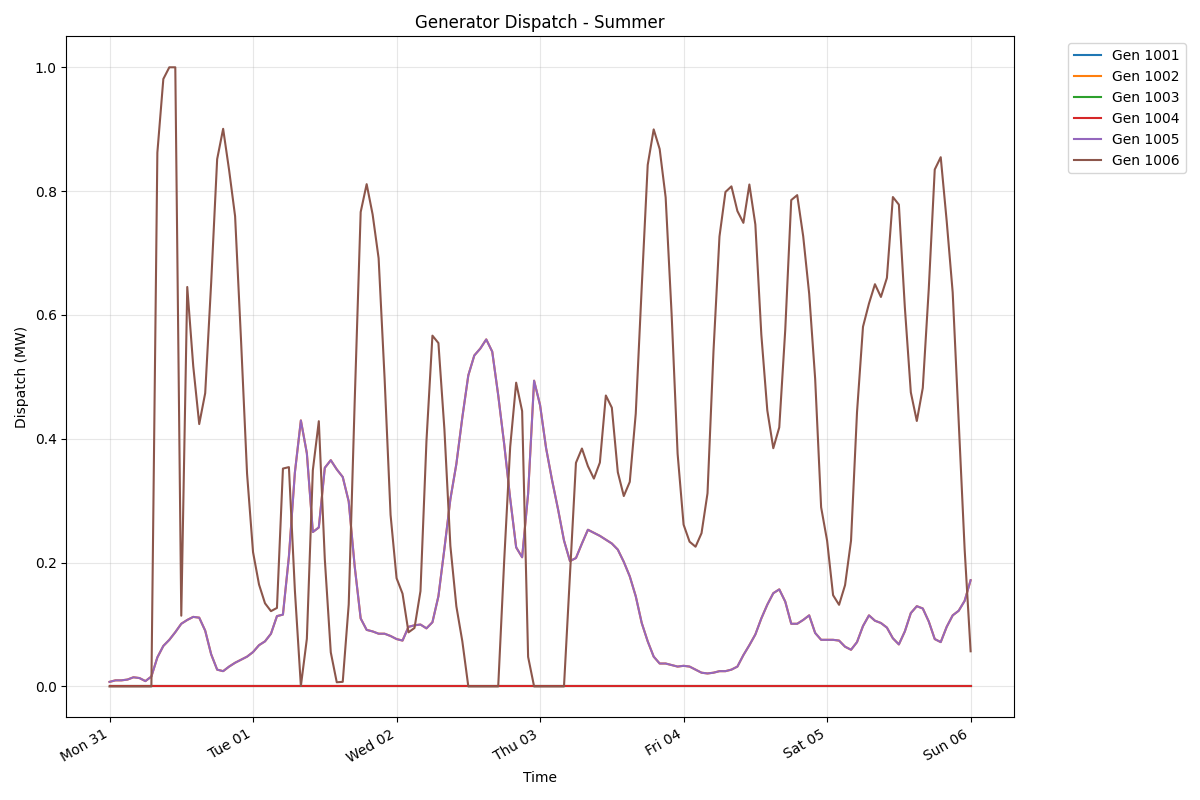 Generator Dispatch - Summer
Gen 1001
Gen 1002
Gen 1003
Gen 1004
Gen 1005
Gen 1006
Dispatch (MW)
1.0
0.8
0.6
0.4
0.2
0.0
Mon 31
Tue 01
Wed 02
Thu 03
Fri 04
Sat 05
Sun 06
Time